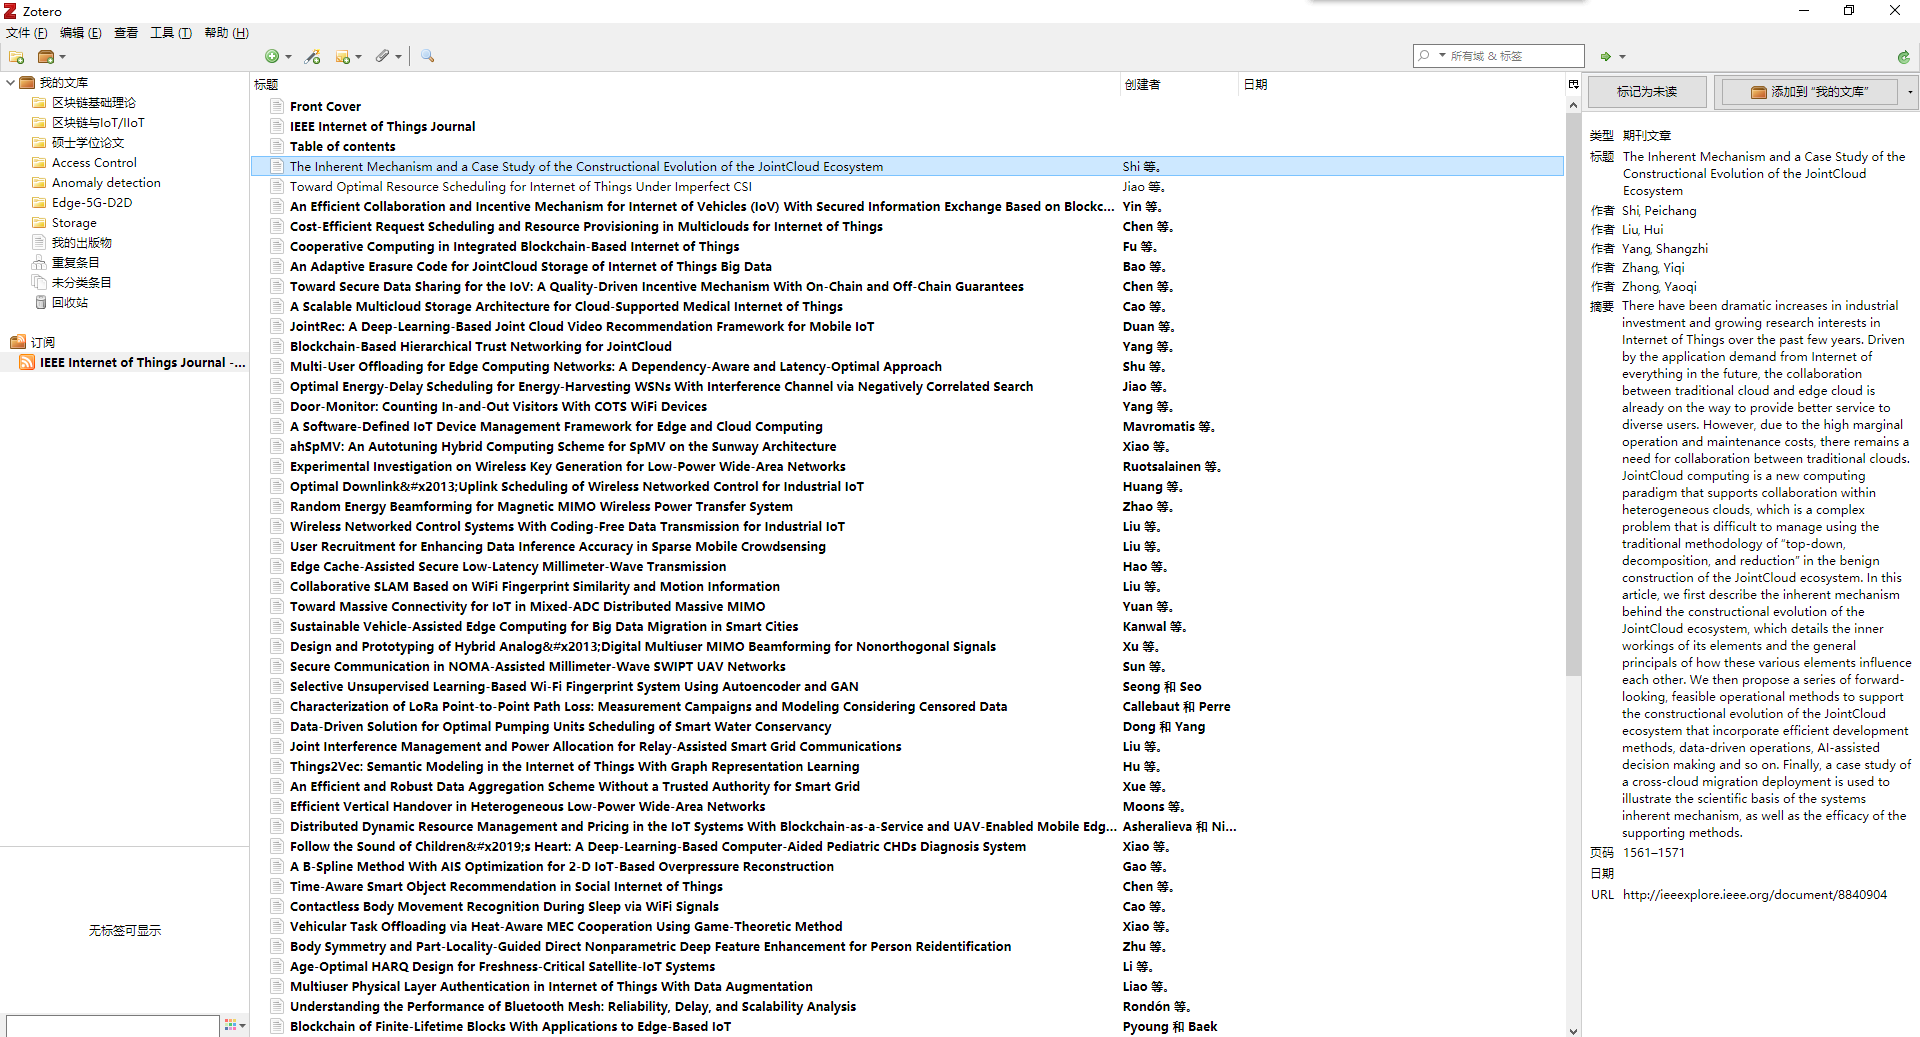 Zotero
文件 (F) 编辑 (E) 查看 工具 (T) 帮助 (H)
所有域 & 标签
我的文库
区块链基础理论
区块链与IoT/IIoT
硕士学位论文
Access Control
Anomaly detection
Edge-5G-D2D
Storage
我的出版物
重复条目
未分类条目
回收站
订阅
IEEE Internet of Things Journal -...
无标签可显示
标题 创建者 日期
Front Cover
IEEE Internet of Things Journal
Table of contents
The Inherent Mechanism and a Case Study of the Constructional Evolution of the JointCloud Ecosystem Shi 等。
Toward Optimal Resource Scheduling for Internet of Things Under Imperfect CSI Jiao 等。
An Efficient Collaboration and Incentive Mechanism for Internet of Vehicles (IoV) With Secured Information Exchange Based on Blockc... Yin 等。
Cost-Efficient Request Scheduling and Resource Provisioning in Multiclouds for Internet of Things Chen 等。
Cooperative Computing in Integrated Blockchain-Based Internet of Things Fu 等。
An Adaptive Erasure Code for JointCloud Storage of Internet of Things Big Data Bao 等。
Toward Secure Data Sharing for the IoV: A Quality-Driven Incentive Mechanism With On-Chain and Off-Chain Guarantees Chen 等。
A Scalable Multicloud Storage Architecture for Cloud-Supported Medical Internet of Things Cao 等。
JointRec: A Deep-Learning-Based Joint Cloud Video Recommendation Framework for Mobile IoT Duan 等。
Blockchain-Based Hierarchical Trust Networking for JointCloud Yang 等。
Multi-User Offloading for Edge Computing Networks: A Dependency-Aware and Latency-Optimal Approach Shu 等。
Optimal Energy-Delay Scheduling for Energy-Harvesting WSNs With Interference Channel via Negatively Correlated Search Jiao 等。
Door-Monitor: Counting In-and-Out Visitors With COTS WiFi Devices Yang 等。
A Software-Defined IoT Device Management Framework for Edge and Cloud Computing Mavromatis 等。
ahSpMV: An Autotuning Hybrid Computing Scheme for SpMV on the Sunway Architecture Xiao 等。
Experimental Investigation on Wireless Key Generation for Low-Power Wide-Area Networks Ruotsalainen 等。
Optimal Downlink&#x2013;Uplink Scheduling of Wireless Networked Control for Industrial IoT Huang 等。
Random Energy Beamforming for Magnetic MIMO Wireless Power Transfer System Zhao 等。
Wireless Networked Control Systems With Coding-Free Data Transmission for Industrial IoT Liu 等。
User Recruitment for Enhancing Data Inference Accuracy in Sparse Mobile Crowdsensing Liu 等。
Edge Cache-Assisted Secure Low-Latency Millimeter-Wave Transmission Hao 等。
Collaborative SLAM Based on WiFi Fingerprint Similarity and Motion Information Liu 等。
Toward Massive Connectivity for IoT in Mixed-ADC Distributed Massive MIMO Yuan 等。
Sustainable Vehicle-Assisted Edge Computing for Big Data Migration in Smart Cities Kanwal 等。
Design and Prototyping of Hybrid Analog&#x2013;Digital Multiuser MIMO Beamforming for Nonorthogonal Signals Xu 等。
Secure Communication in NOMA-Assisted Millimeter-Wave SWIPT UAV Networks Sun 等。
Selective Unsupervised Learning-Based Wi-Fi Fingerprint System Using Autoencoder and GAN Seong 和 Seo
Characterization of LoRa Point-to-Point Path Loss: Measurement Campaigns and Modeling Considering Censored Data Callebaut 和 Perre
Data-Driven Solution for Optimal Pumping Units Scheduling of Smart Water Conservancy Dong 和 Yang
Joint Interference Management and Power Allocation for Relay-Assisted Smart Grid Communications Liu 等。
Things2Vec: Semantic Modeling in the Internet of Things With Graph Representation Learning Hu 等。
An Efficient and Robust Data Aggregation Scheme Without a Trusted Authority for Smart Grid Xue 等。
Efficient Vertical Handover in Heterogeneous Low-Power Wide-Area Networks Moons 等。
Distributed Dynamic Resource Management and Pricing in the IoT Systems With Blockchain-as-a-Service and UAV-Enabled Mobile Edg... Asheralieva 和 Ni...
Follow the Sound of Children&#x2019;s Heart: A Deep-Learning-Based Computer-Aided Pediatric CHDs Diagnosis System Xiao 等。
A B-Spline Method With AIS Optimization for 2-D IoT-Based Overpressure Reconstruction Gao 等。
Time-Aware Smart Object Recommendation in Social Internet of Things Chen 等。
Contactless Body Movement Recognition During Sleep via WiFi Signals Cao 等。
Vehicular Task Offloading via Heat-Aware MEC Cooperation Using Game-Theoretic Method Xiao 等。
Body Symmetry and Part-Locality-Guided Direct Nonparametric Deep Feature Enhancement for Person Reidentification Zhu 等。
Age-Optimal HARQ Design for Freshness-Critical Satellite-IoT Systems Li 等。
Multiuser Physical Layer Authentication in Internet of Things With Data Augmentation Liao 等。
Understanding the Performance of Bluetooth Mesh: Reliability, Delay, and Scalability Analysis Rondón 等。
Blockchain of Finite-Lifetime Blocks With Applications to Edge-Based IoT Pyoung 和 Baek
标记为未读 添加到 “我的文库”
类型 期刊文章
标题 The Inherent Mechanism and a Case Study of the
Constructional Evolution of the JointCloud
Ecosystem
作者 Shi, Peichang
作者 Liu, Hui
作者 Yang, Shangzhi
作者 Zhang, Yiqi
作者 Zhong, Yaoqi
摘要 There have been dramatic increases in industrial
investment and growing research interests in
Internet of Things over the past few years. Driven
by the application demand from Internet of
everything in the future, the collaboration
between traditional cloud and edge cloud is
already on the way to provide better service to
diverse users. However, due to the high marginal
operation and maintenance costs, there remains a
need for collaboration between traditional clouds.
JointCloud computing is a new computing
paradigm that supports collaboration within
heterogeneous clouds, which is a complex
problem that is difficult to manage using the
traditional methodology of “top-down,
decomposition, and reduction” in the benign
construction of the JointCloud ecosystem. In this
article, we first describe the inherent mechanism
behind the constructional evolution of the
JointCloud ecosystem, which details the inner
workings of its elements and the general
principals of how these various elements influence
each other. We then propose a series of forward-
looking, feasible operational methods to support
the constructional evolution of the JointCloud
ecosystem that incorporate efficient development
methods, data-driven operations, AI-assisted
decision making and so on. Finally, a case study of
a cross-cloud migration deployment is used to
illustrate the scientific basis of the systems
inherent mechanism, as well as the efficacy of the
supporting methods.
页码 1561–1571
日期
URL http://ieeexplore.ieee.org/document/8840904